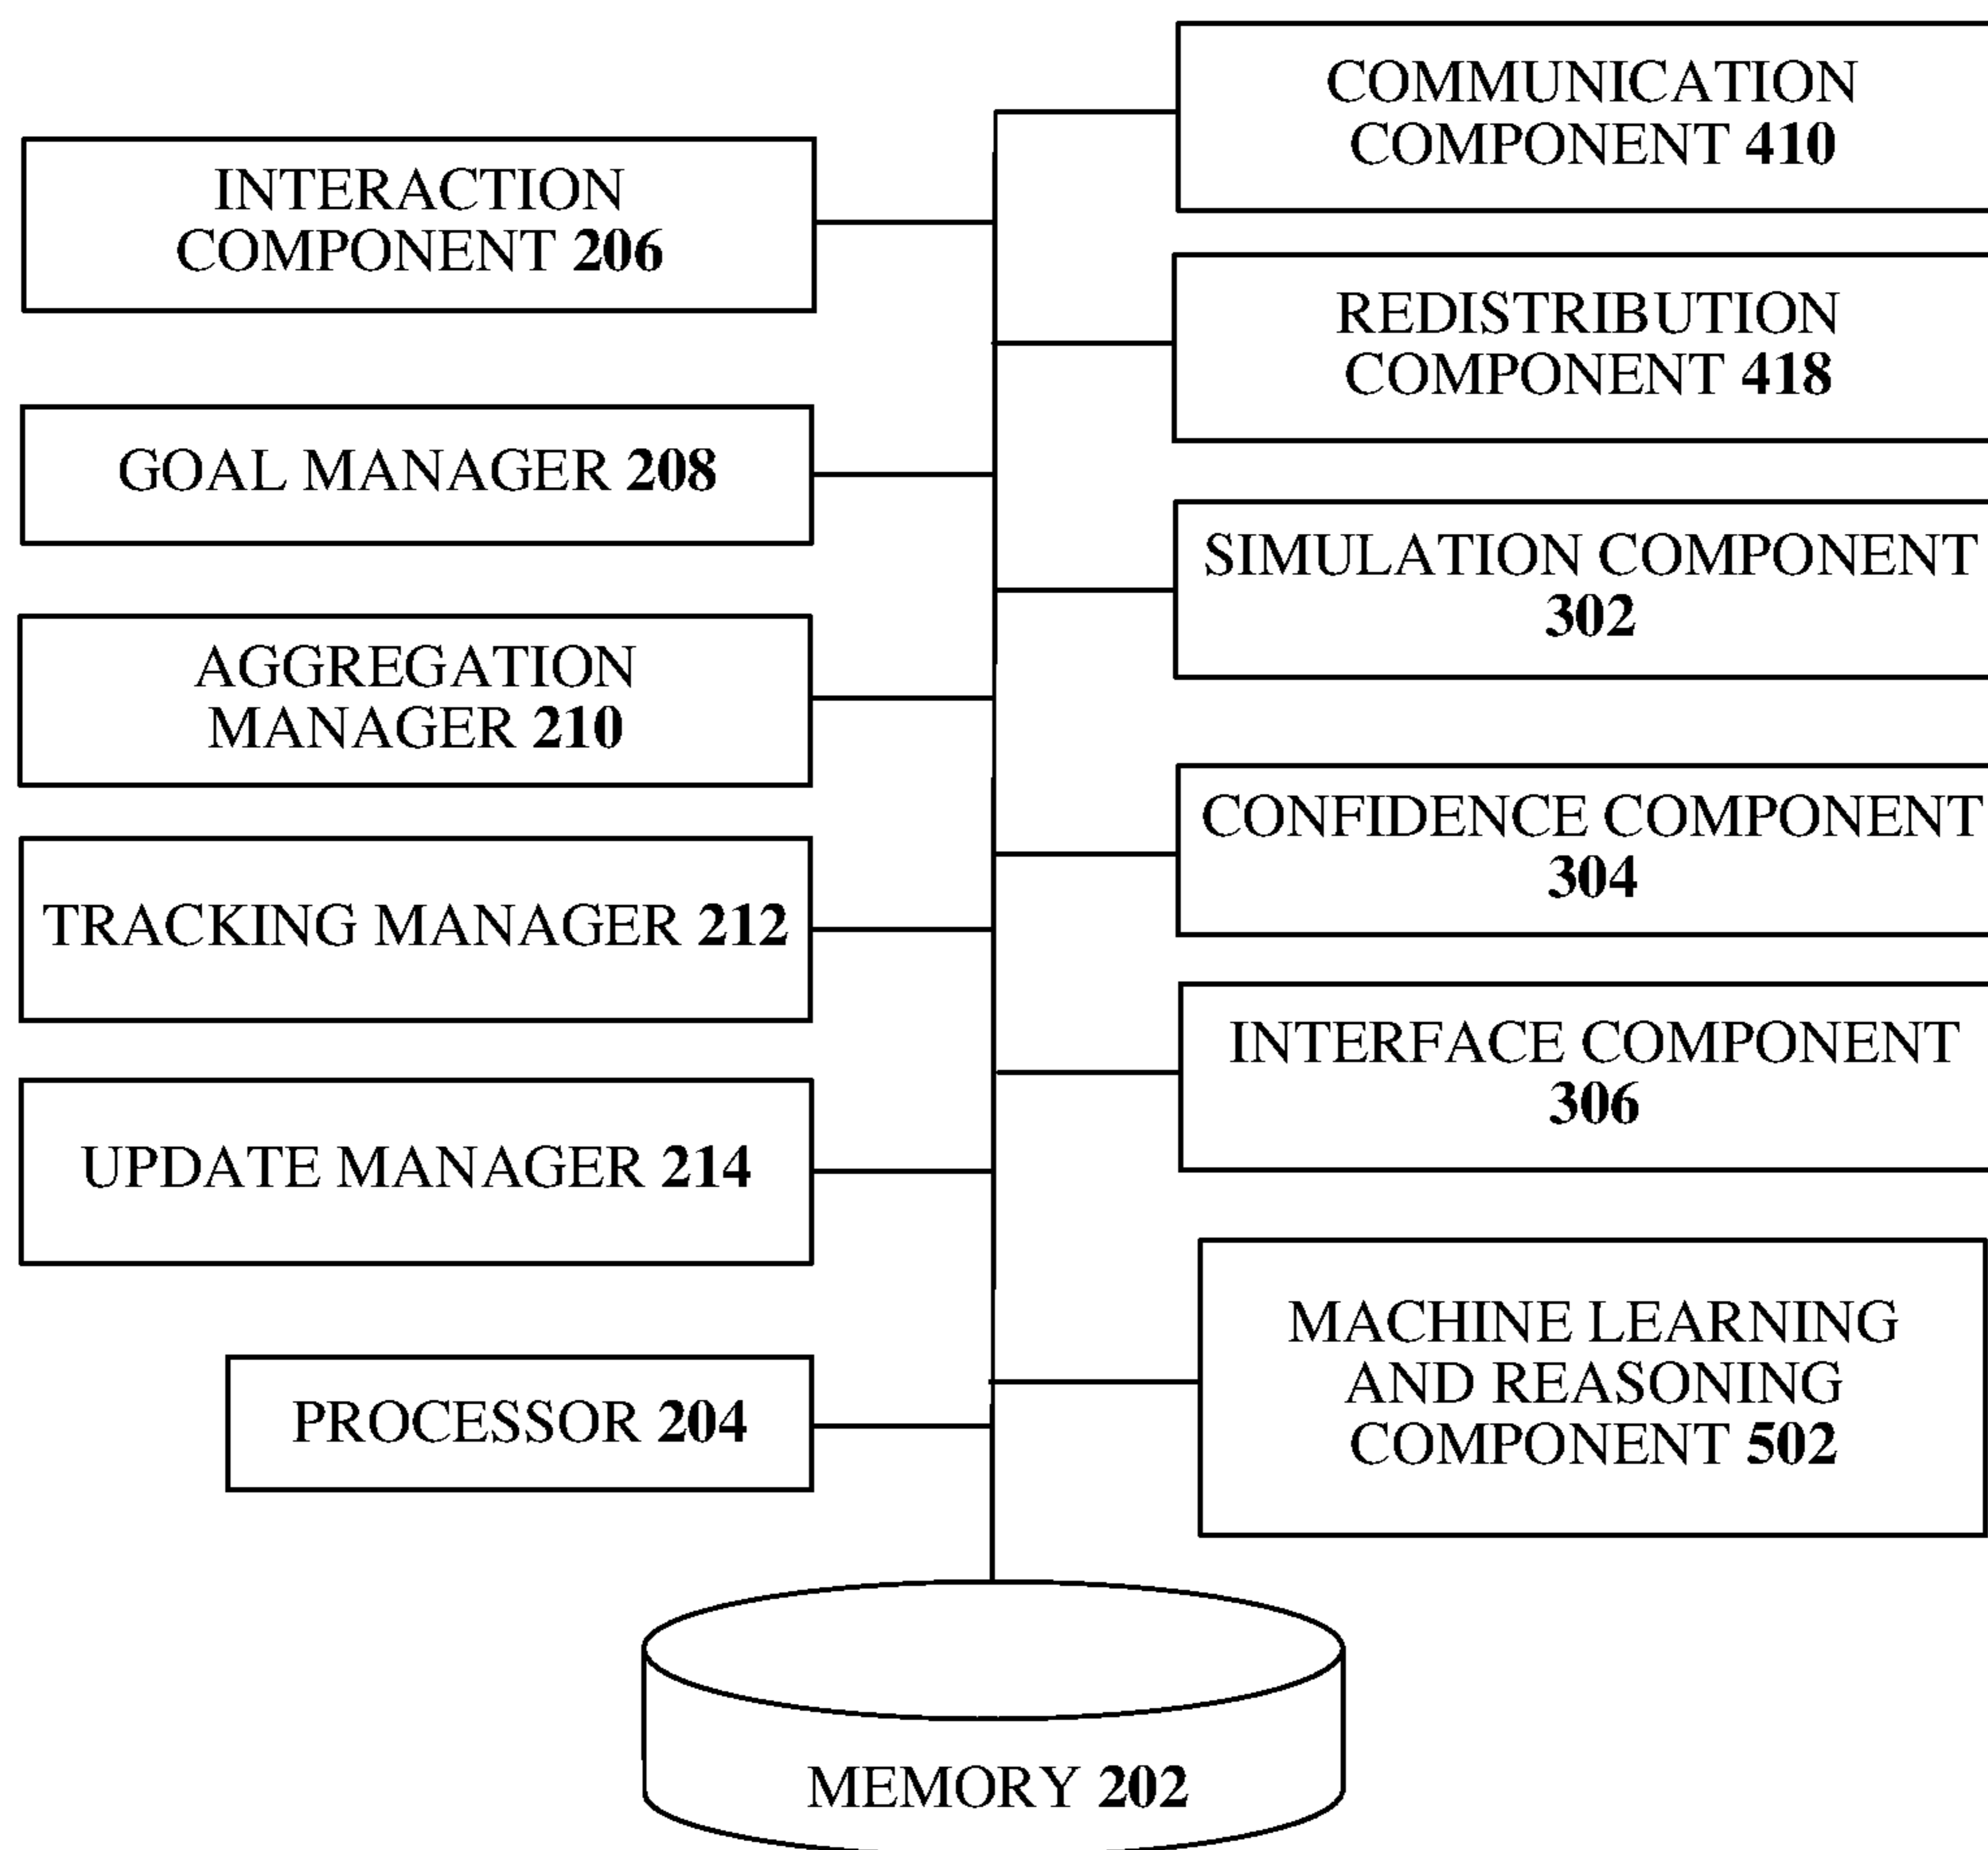 INTERACTION
COMPONENT 206
GOAL MANAGER 208
AGGREGATION
MANAGER 210
TRACKING MANAGER 212
UPDATE MANAGER 214
PROCESSOR 204
COMMUNICATION
COMPONENT 410
REDISTRIBUTION
COMPONENT 418
SIMULATION COMPONENT
302
CONFIDENCE COMPONENT
304
INTERFACE COMPONENT
306
MACHINE LEARNING
AND REASONING
COMPONENT 502
MEMORY 202